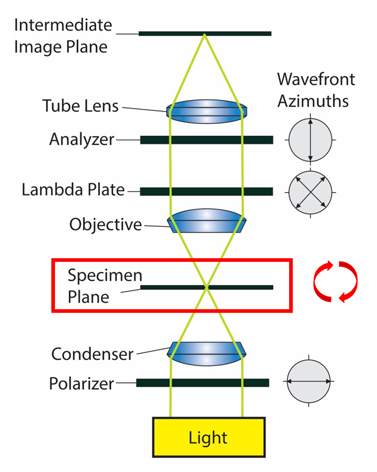 Intermediate
Image Plane
Wavefront
Azimuths
Tube Lens
Analyzer
Lambda Plate
Objective
Specimen
Plane
Condenser
Polarizer
Light